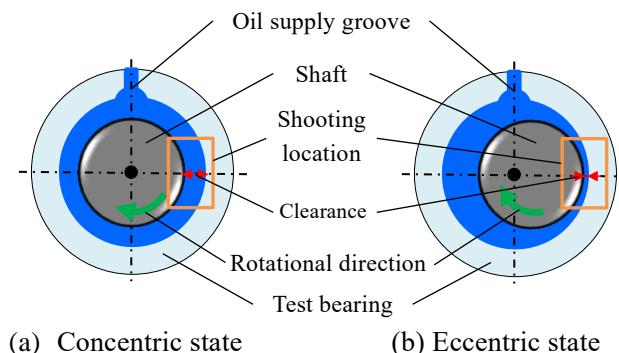 Oil supply groove
Shaft
Shooting
location
Clearance
Rotational direction
Test bearing
(a) Concentric state
(b) Eccentric state